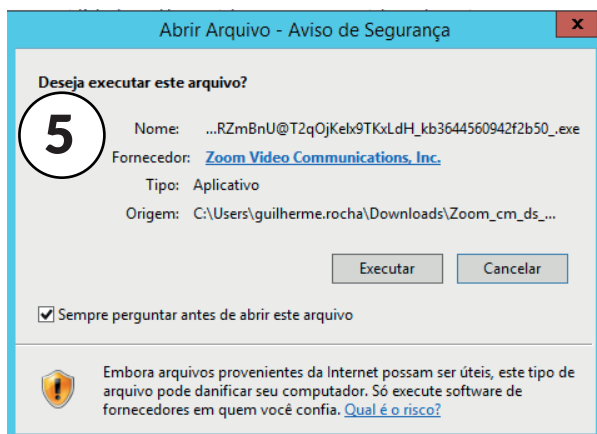 Abrir Arquivo - Aviso de Segurança
x
Deseja executar este arquivo?
5
Nome: ...RZmBnU@T2qOjKelx9TKxLdH_kb3644560942f2b50_.exe
Fornecedor: Zoom Video Communications, Inc.
Tipo: Aplicativo
Origem: C:\Users\guilherme.rocha\Downloads\Zoom_cm_ds_...
Executar Cancelar
Sempre perguntar antes de abrir este arquivo
Embora arquivos provenientes da Internet possam ser úteis, este tipo de
arquivo pode danificar seu computador. Só execute software de
fornecedores em quem você confia. Qual é o risco?